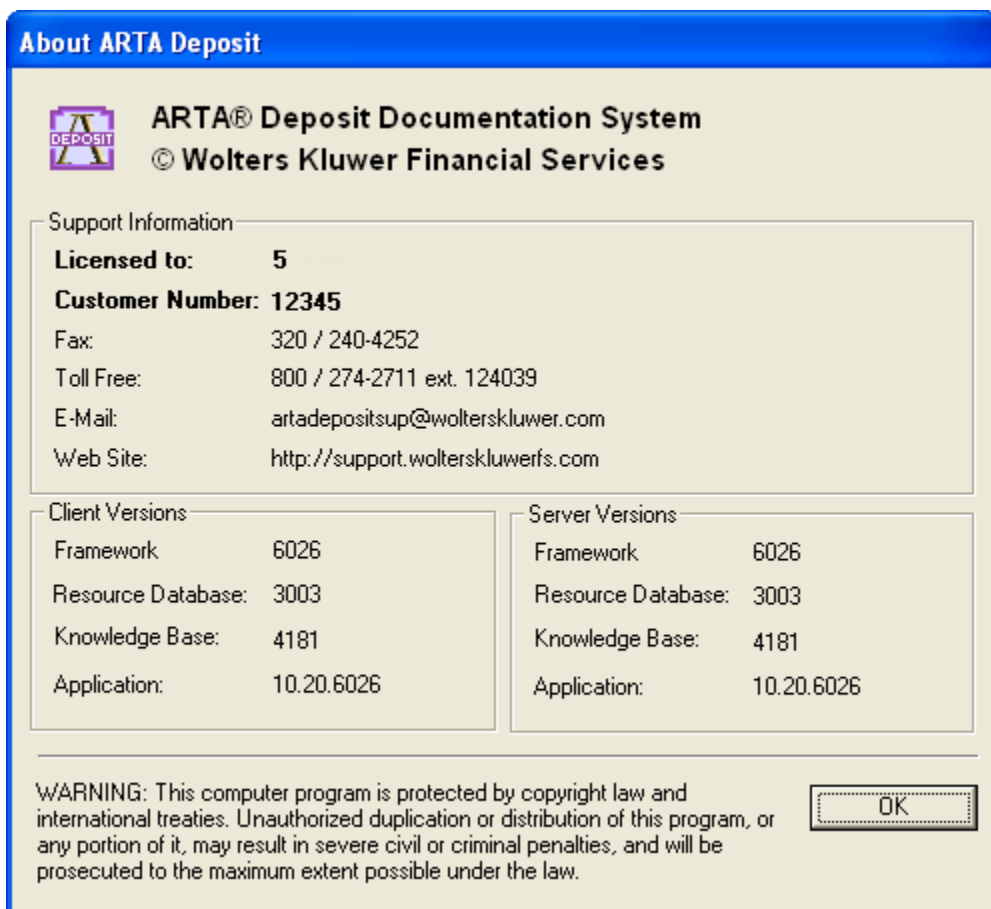 About ARTA Deposit
DEPOSIT
A
ARTA® Deposit Documentation System
© Wolters Kluwer Financial Services
Support Information
Licensed to: 5
Customer Number: 12345
Fax: 320 / 240-4252
Toll Free: 800 / 274-2711 ext. 124039
E-Mail: artadepositsup@wolterskluwer.com
Web Site: http://support.wolterskluwerfs.com
Client Versions
Framework 6026
Resource Database: 3003
Knowledge Base: 4181
Application: 10.20.6026
Server Versions
Framework 6026
Resource Database: 3003
Knowledge Base: 4181
Application: 10.20.6026
WARNING: This computer program is protected by copyright law and
international treaties. Unauthorized duplication or distribution of this program, or
any portion of it, may result in severe civil or criminal penalties, and will be
prosecuted to the maximum extent possible under the law.
OK